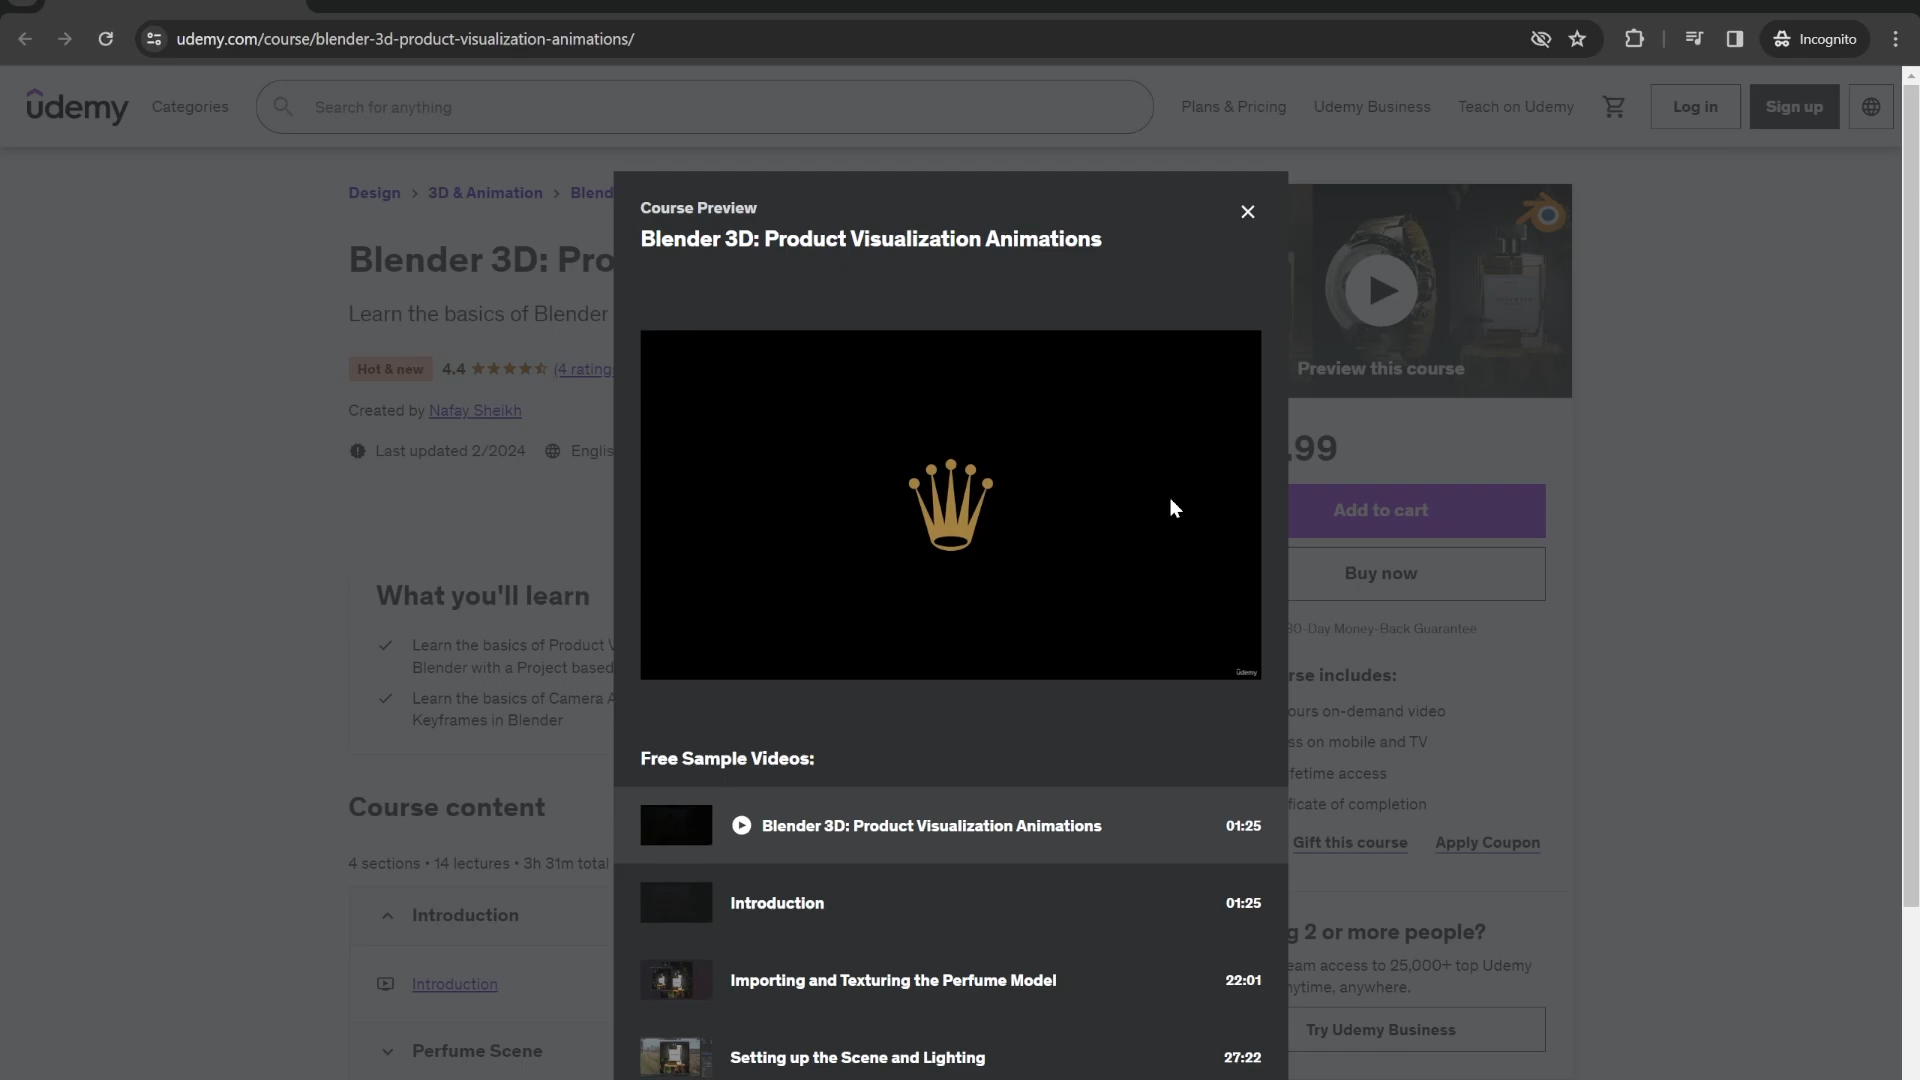 udemy.com/course/blender-3d-product-visualization-animations/
Incognito
ûdemy
Categories
Search for anything
Plans & Pricing
Udemy Business
Teach on Udemy
Log in
Sign up
Design > 3D & Animation > Blend
Course Preview
Blender 3D: Product Visualization Animations
Blender 3D: Pro
Learn the basics of Blender
Hot & new 4.4 (4 ratings
Created by Nafay Sheikh
Last updated 2/2024 Englis
Preview this course
.99
Add to cart
Buy now
30-Day Money-Back Guarantee
What you'll learn
Learn the basics of Product V
Blender with a Project based
Learn the basics of Camera A
Keyframes in Blender
ûdemy
rse includes:
ours on-demand video
ss on mobile and TV
fetime access
ficate of completion
Gift this course
Apply Coupon
Free Sample Videos:
Blender 3D: Product Visualization Animations 01:25
Introduction 01:25
Importing and Texturing the Perfume Model 22:01
Setting up the Scene and Lighting 27:22
Course content
4 sections • 14 lectures • 3h 31m total
Introduction
Introduction
Perfume Scene
g 2 or more people?
eam access to 25,000+ top Udemy
nytime, anywhere.
Try Udemy Business